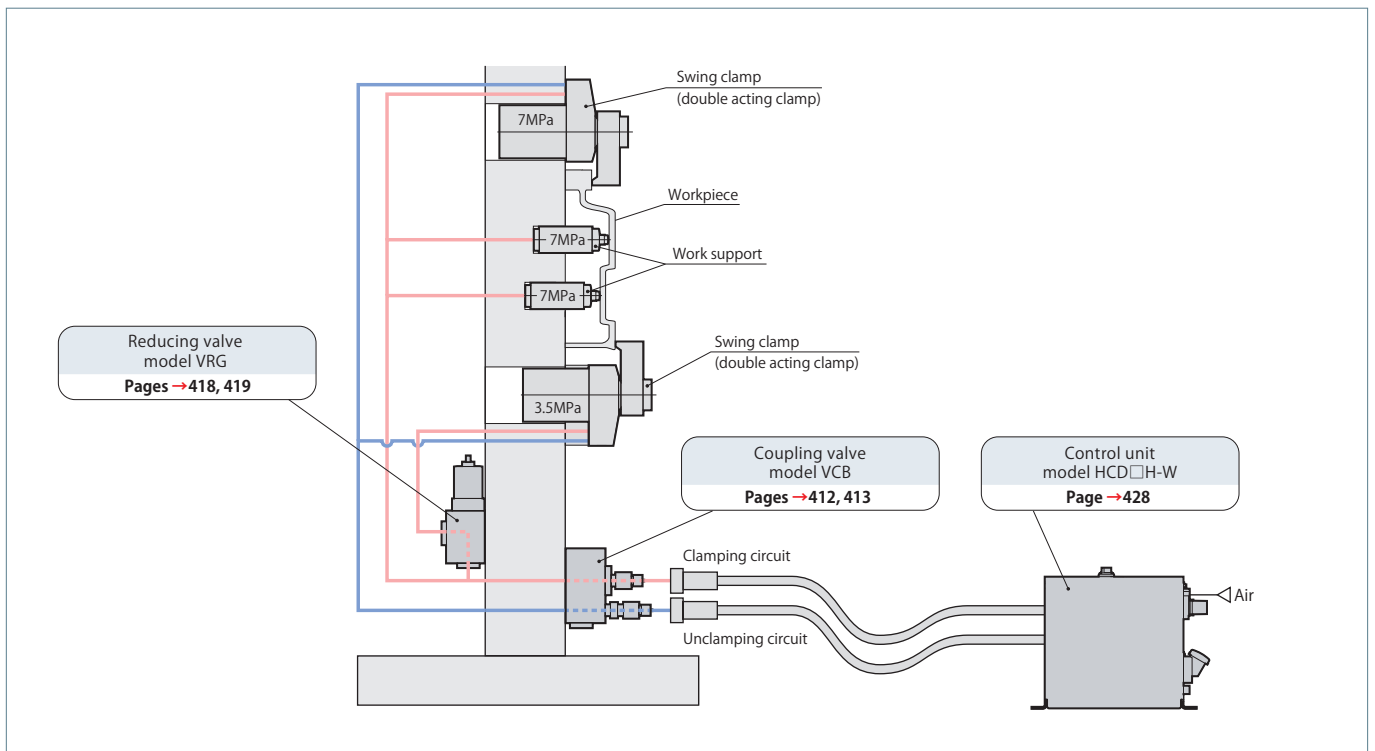 Swing clamp
(double acting clamp)
7MPa
Workpiece
7MPa
Work support
7MPa
Reducing valve
model VRG
Pages →418, 419
Swing clamp
(double acting clamp)
3.5MPa
Coupling valve
model VCB
Pages →412, 413
Control unit
model HCD□H-W
Page →428
Clamping circuit
Air
Unclamping circuit